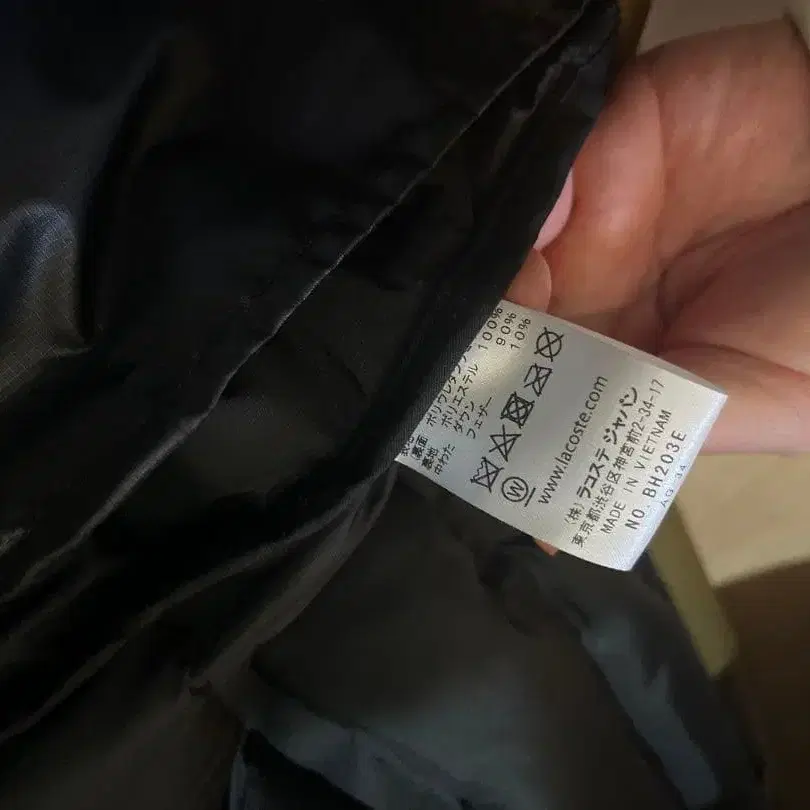 (裏面 ポリウレタン
裏地 ポリエステル 100%
中わた ダウン 90%
フェザー 10%
W
www.lacoste.com
(株) ラコステ ジャパン
東京都渋谷区神宮前2-34-17
MADE IN VIETNAM
NO. BH203E